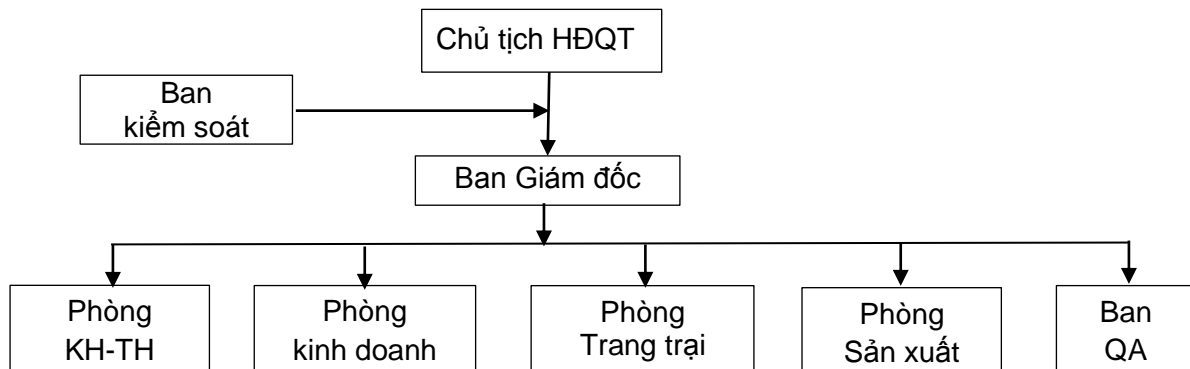 Chủ tịch HĐQT
Ban
kiểm soát
Ban Giám đốc
Phòng
KH-TH
Phòng
kinh doanh
Phòng
Trang trại
Phòng
Sản xuất
Ban
QA